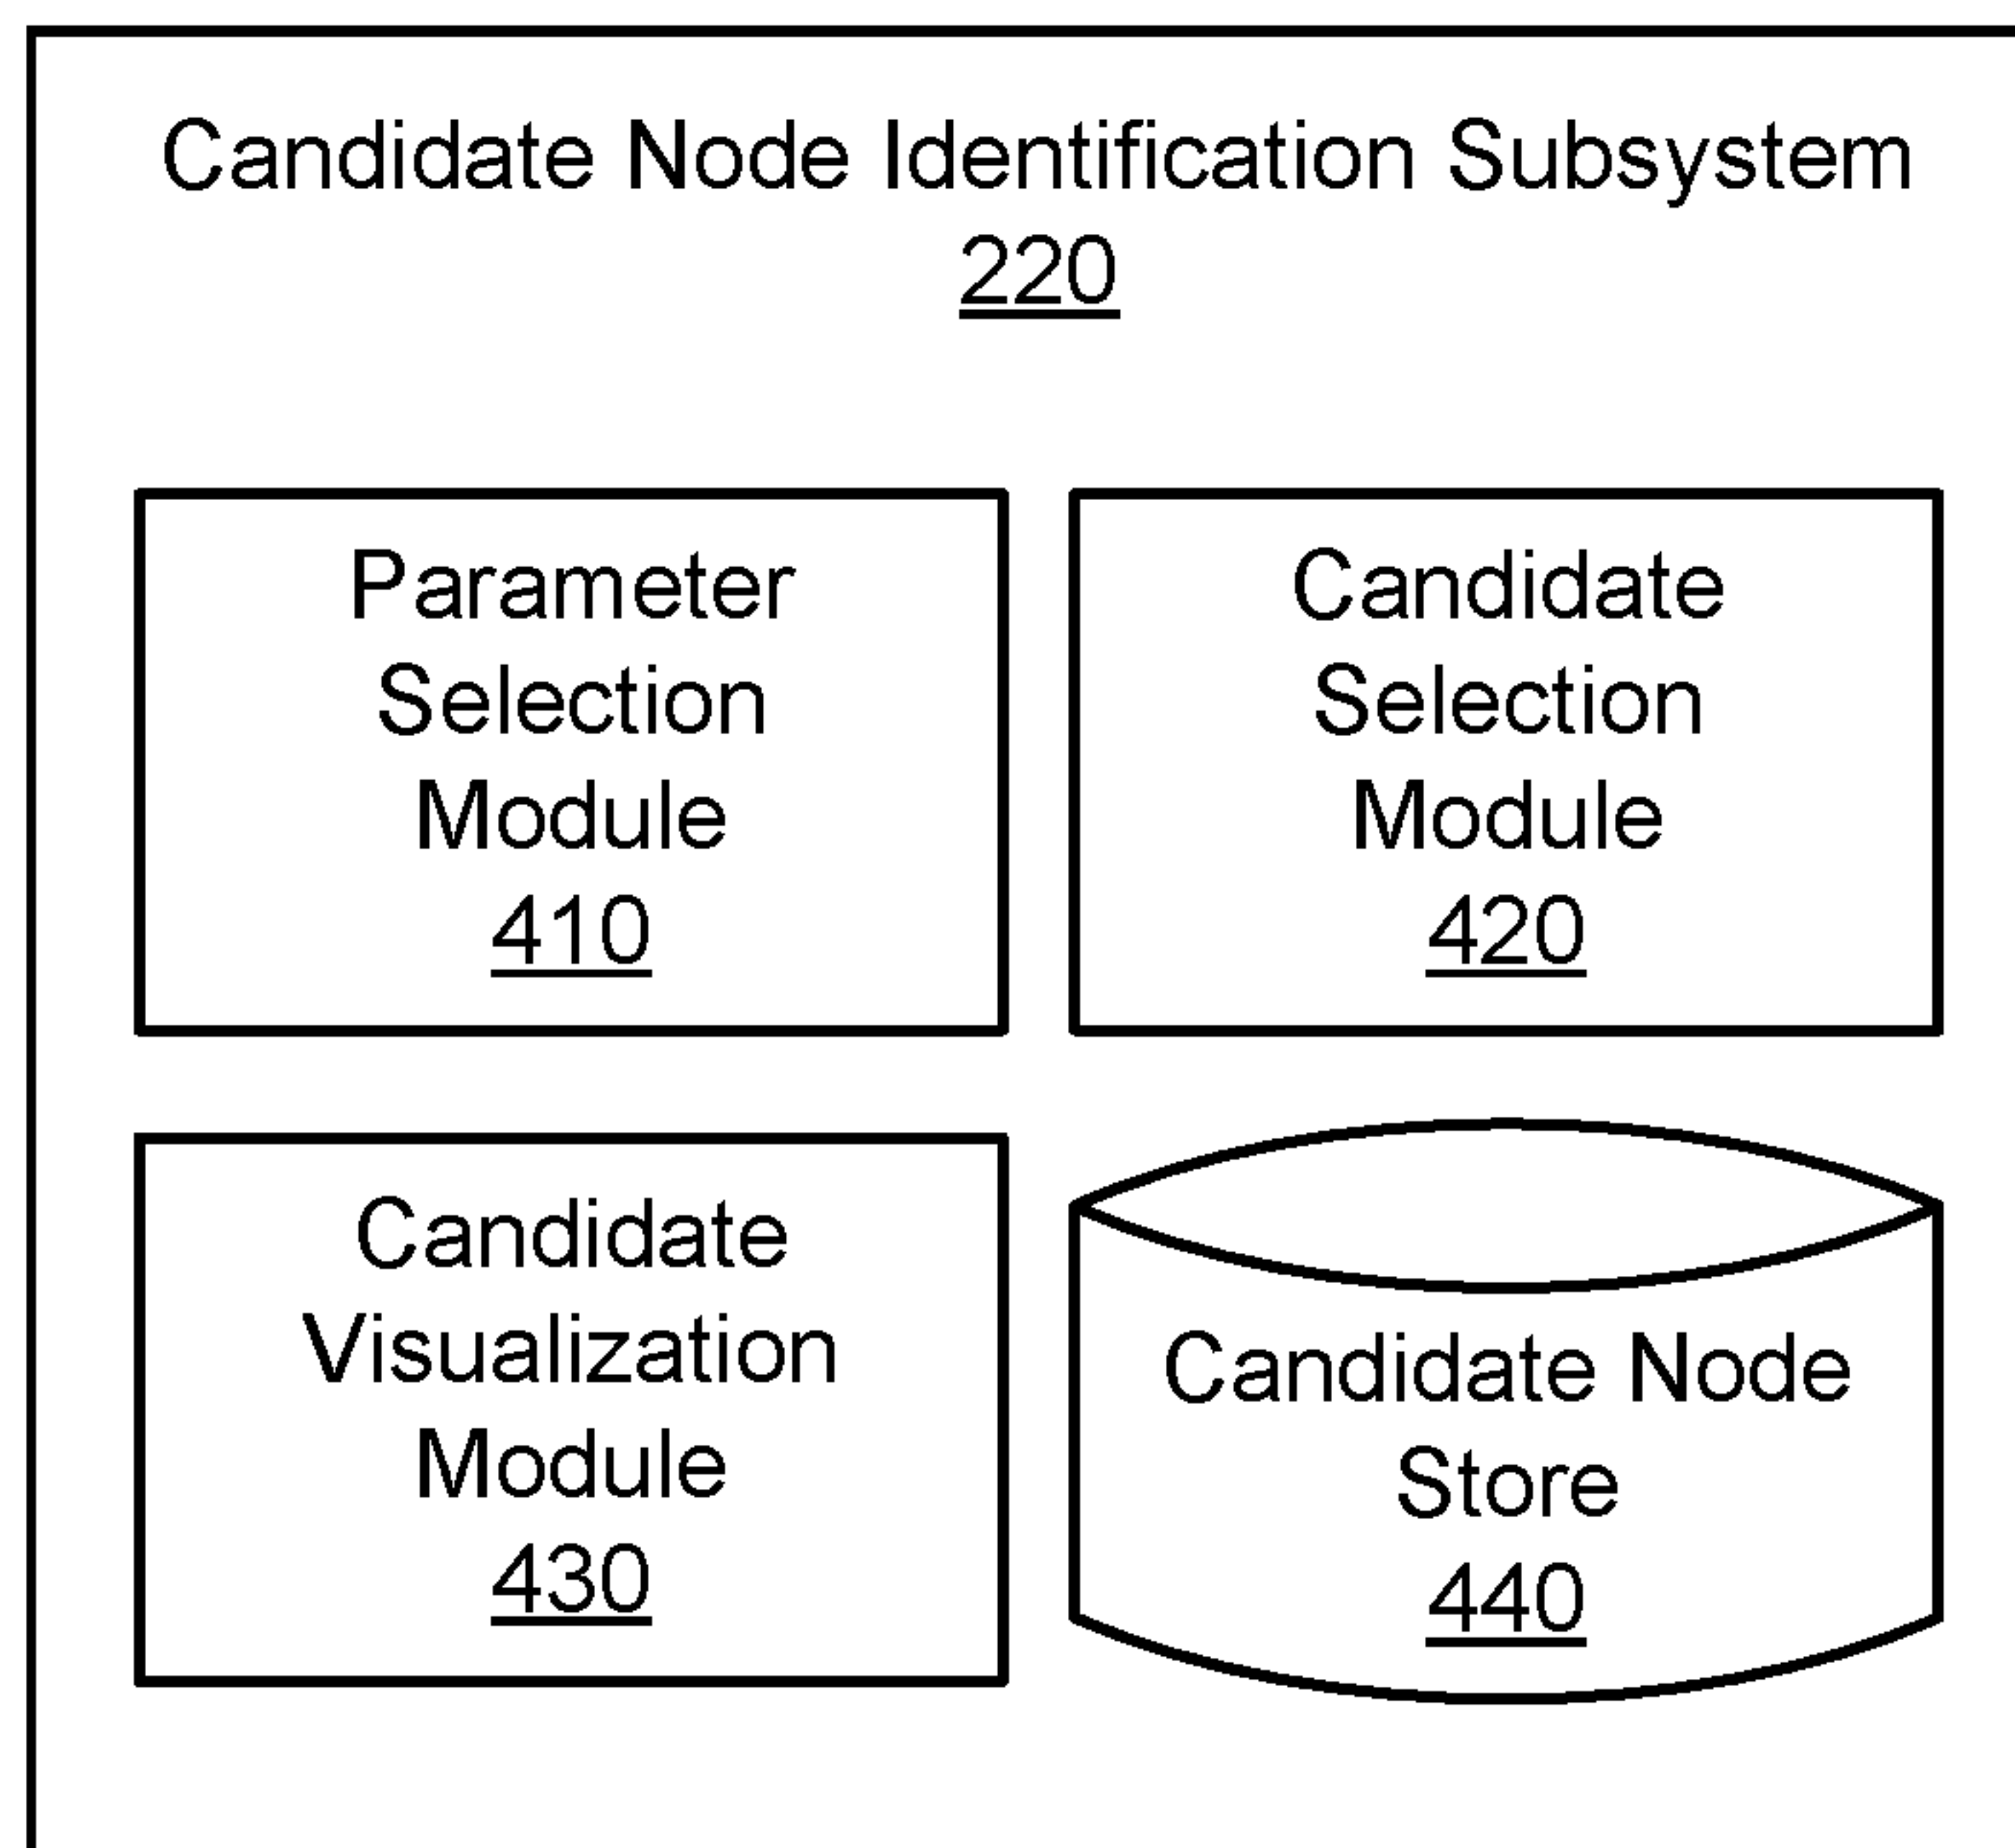 Candidate Node Identification Subsystem
220
Parameter
Selection
Module
410
Candidate
Selection
Module
420
Candidate
Visualization
Module
430
Candidate Node
Store
440